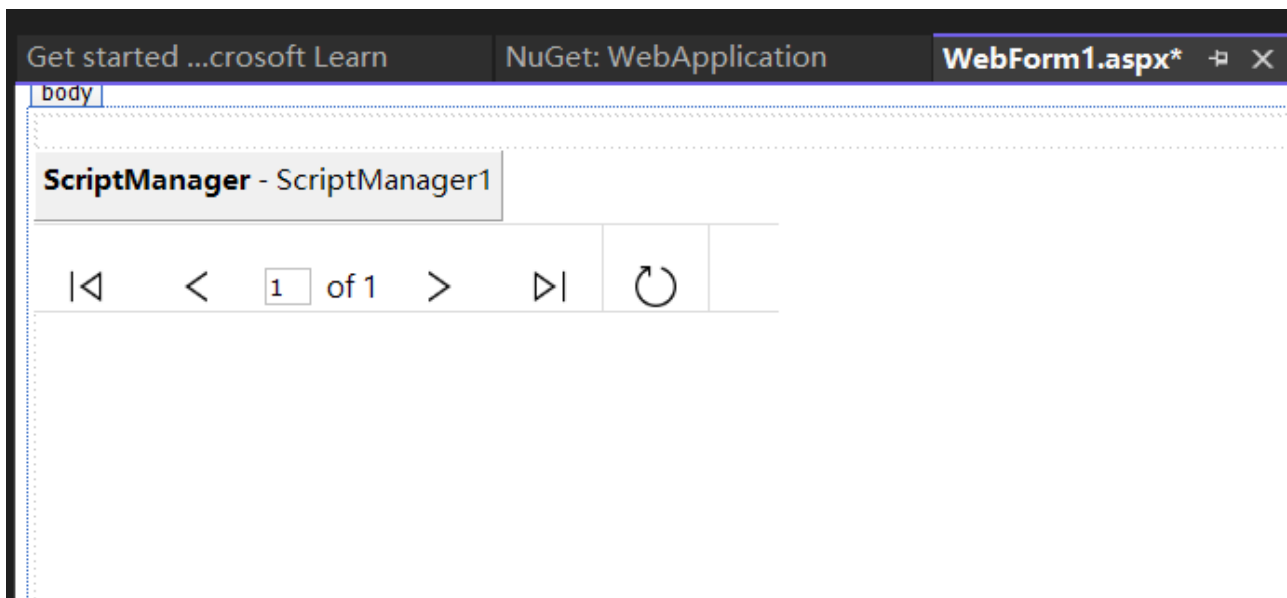 Get started ...crosoft Learn NuGet: WebApplication WebForm1.aspx*
body
ScriptManager - ScriptManager1
1 of 1